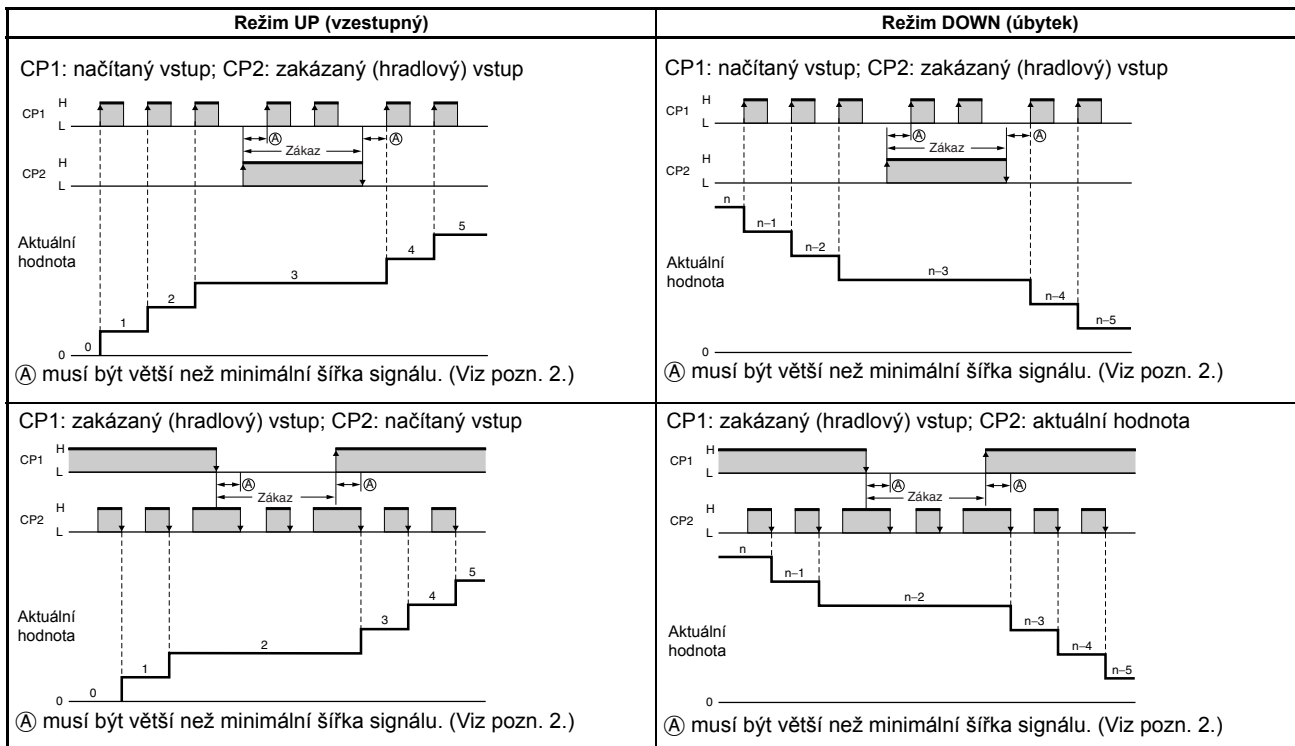 Režim UP (vzestupný)
Režim DOWN (úbytek)
CP1: načítaný vstup; CP2: zakázaný (hradlový) vstup
CP1
H
L
Ⓐ
Ⓐ
Zákaz
CP2
H
L
Aktuální
hodnota
5
4
3
2
1
0
0
Ⓐ musí být větší než minimální šířka signálu. (Viz pozn. 2.)
CP1: načítaný vstup; CP2: zakázaný (hradlový) vstup
CP1
H
L
Ⓐ
Ⓐ
Zákaz
CP2
H
L
n
n–1
n–2
Aktuální
hodnota
n–3
n–4
n–5
0
Ⓐ musí být větší než minimální šířka signálu. (Viz pozn. 2.)
CP1: zakázaný (hradlový) vstup; CP2: načítaný vstup
CP1
H
L
Ⓐ
Ⓐ
Zákaz
CP2
H
L
5
4
Aktuální
hodnota
3
2
1
0
0
Ⓐ musí být větší než minimální šířka signálu. (Viz pozn. 2.)
CP1: zakázaný (hradlový) vstup; CP2: aktuální hodnota
CP1
H
L
Ⓐ
Ⓐ
Zákaz
CP2
H
L
n
n–1
n–2
Aktuální
hodnota
n–3
n–4
n–5
0
Ⓐ musí být větší než minimální šířka signálu. (Viz pozn. 2.)